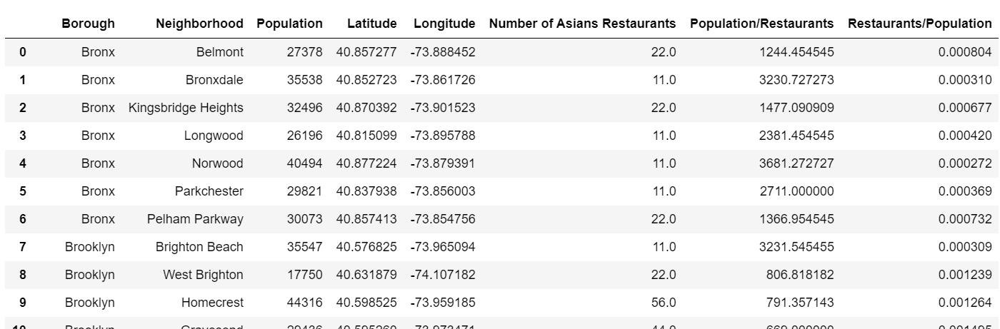 Borough Neighborhood Population Latitude Longitude Number of Asians Restaurants Population/Restaurants Restaurants/Population
0 Bronx Belmont 27378 40.857277 -73.888452 22.0 1244.454545 0.000804
1 Bronx Bronxdale 35538 40.852723 -73.861726 11.0 3230.727273 0.000310
2 Bronx Kingsbridge Heights 32496 40.870392 -73.901523 22.0 1477.090909 0.000677
3 Bronx Longwood 26196 40.815099 -73.895788 11.0 2381.454545 0.000420
4 Bronx Norwood 40494 40.877224 -73.879391 11.0 3681.272727 0.000272
5 Bronx Parkchester 29821 40.837938 -73.856003 11.0 2711.000000 0.000369
6 Bronx Pelham Parkway 30073 40.857413 -73.854756 22.0 1366.954545 0.000732
7 Brooklyn Brighton Beach 35547 40.576825 -73.965094 11.0 3231.545455 0.000309
8 Brooklyn West Brighton 17750 40.631879 -74.107182 22.0 806.818182 0.001239
9 Brooklyn Homecrest 44316 40.598525 -73.959185 56.0 791.357143 0.001264
10 Brooklyn Gravesend 44.0